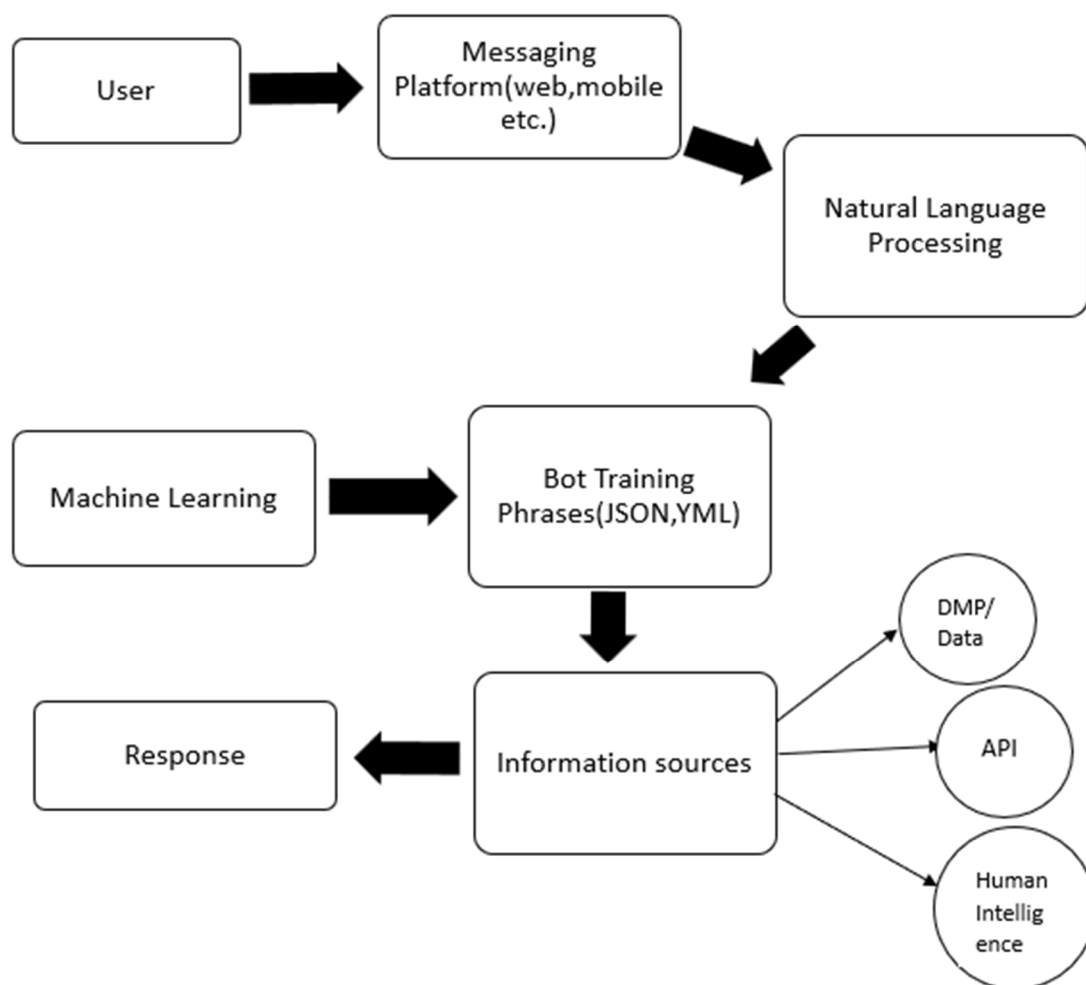 User
Messaging
Platform(web,mobile
etc.)
Natural Language
Processing
Machine Learning
Bot Training
Phrases(JSON,YML)
DMP/
Data
Response
Information sources
API
Human
Intellig
ence